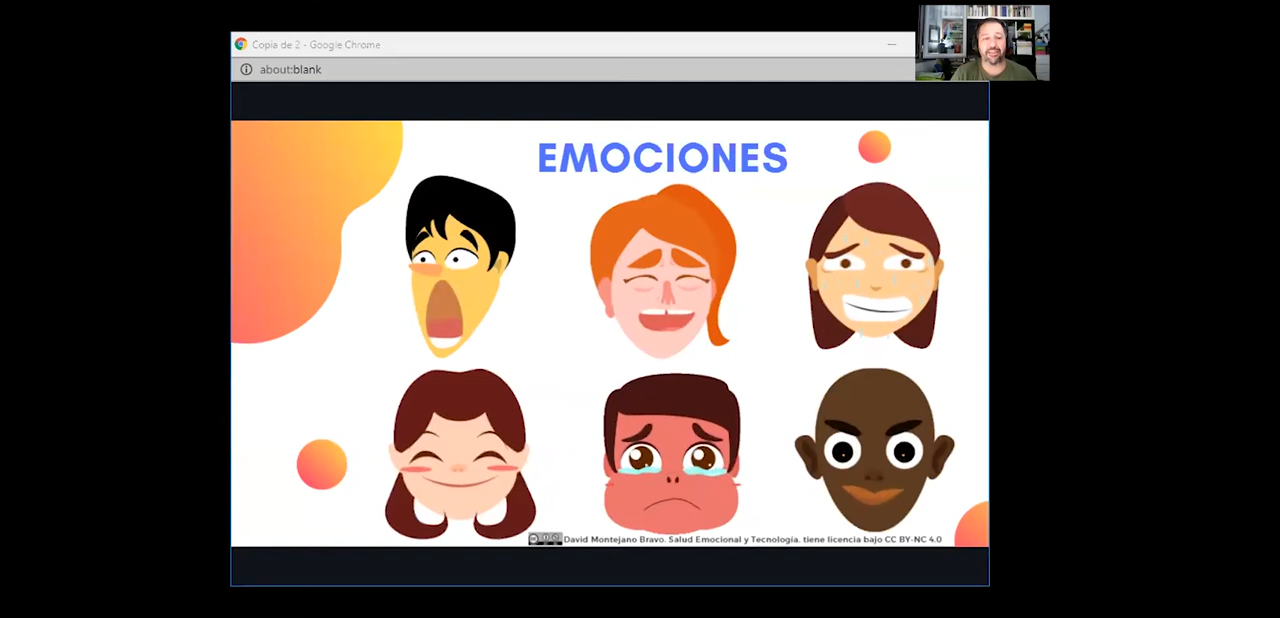 Copia de 2 - Google Chrome
about:blank
EMOCIONES
David Montejano Bravo. Salud Emocional y Tecnología. tiene licencia bajo CC BY-NC 4.0